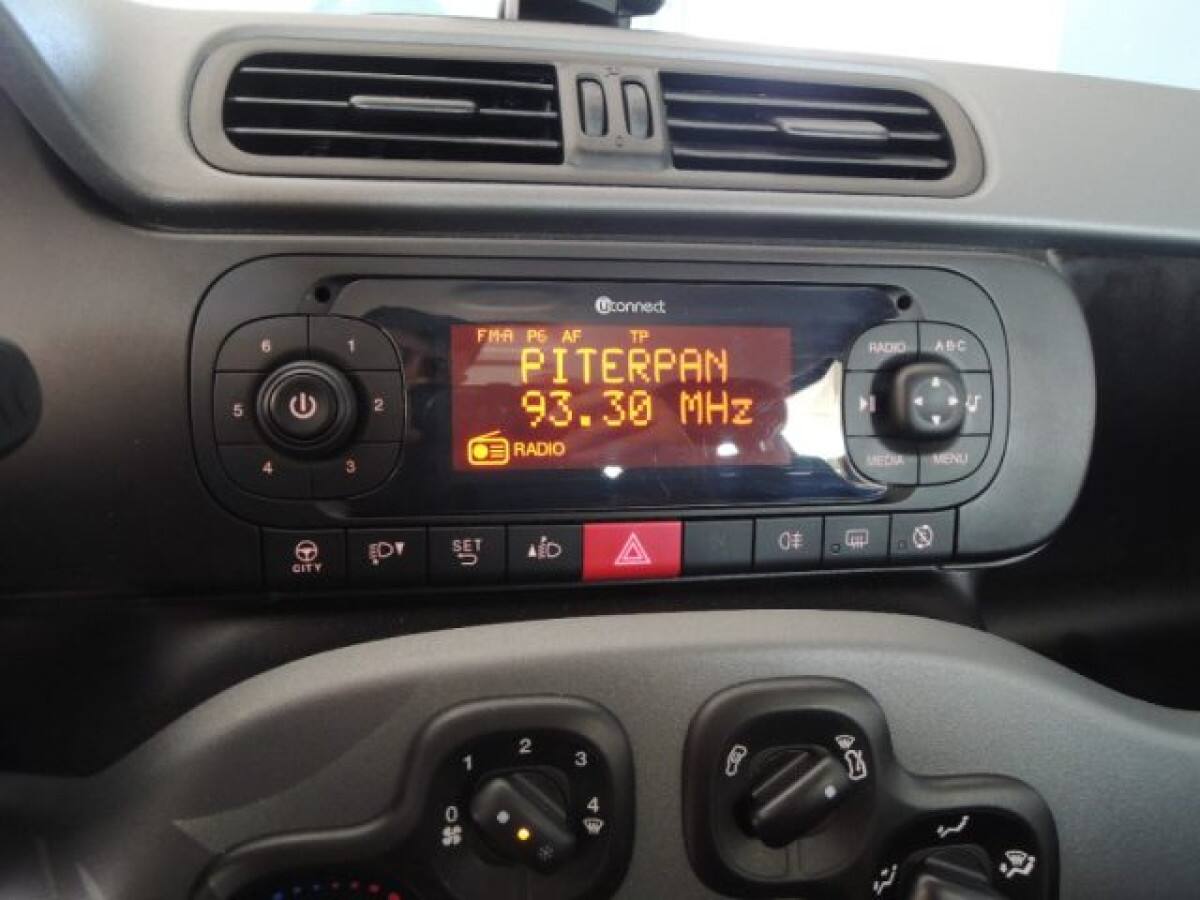 uconnect
FM-A P6 AF TP
PITERPAN
93.30 MHz
RADIO
6 1
5 2
4 3
RADIO ABC
MEDIA MENU
CITY
SET
0 1 2 3 4